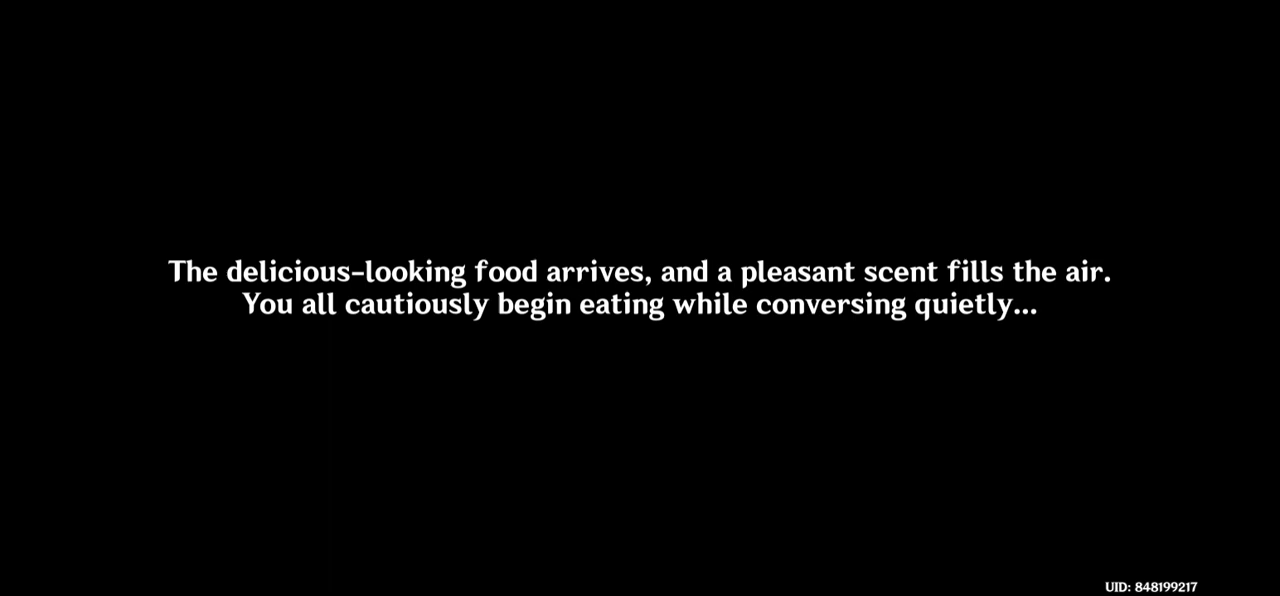 The delicious-looking food arrives, and a pleasant scent fills the air.
You all cautiously begin eating while conversing quietly...
UID: 848199217